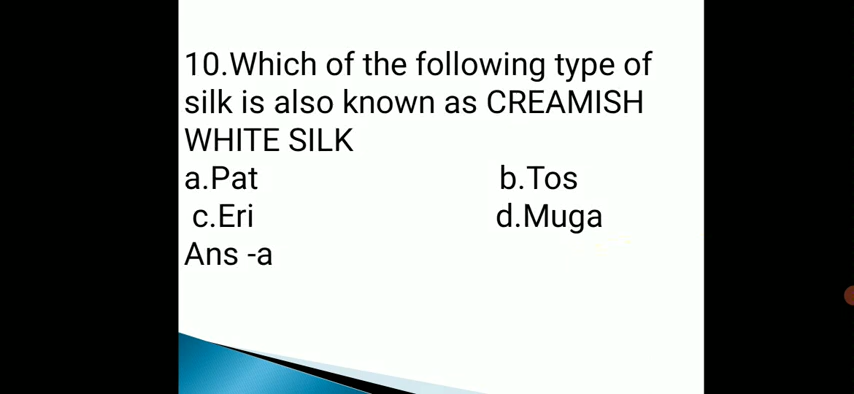 10.Which of the following type of
silk is also known as CREAMISH
WHITE SILK
a.Pat b.Tos
c.Eri d.Muga
Ans -a